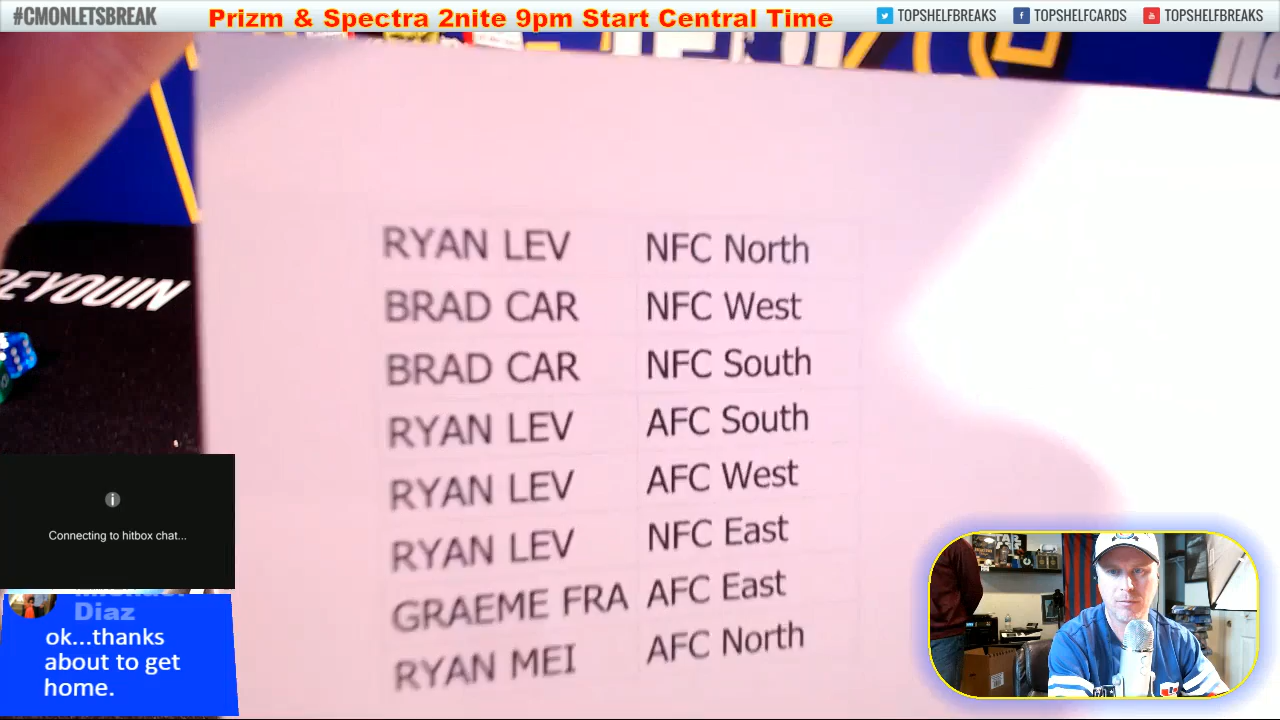 #CMONLETSBREAK Prizm & Spectra 2nite 9pm Start Central Time TOPSHELFBREAKS TOPSHELFCARDS TOPSHELFBREAKS
RYAN LEV NFC North
BRAD CAR NFC West
BRAD CAR NFC South
RYAN LEV AFC South
RYAN LEV AFC West
RYAN LEV NFC East
GRAEME FRA AFC East
RYAN MEI AFC North
EYOUIN
Connecting to hitbox chat...
Diaz
ok...thanks
about to get
home.